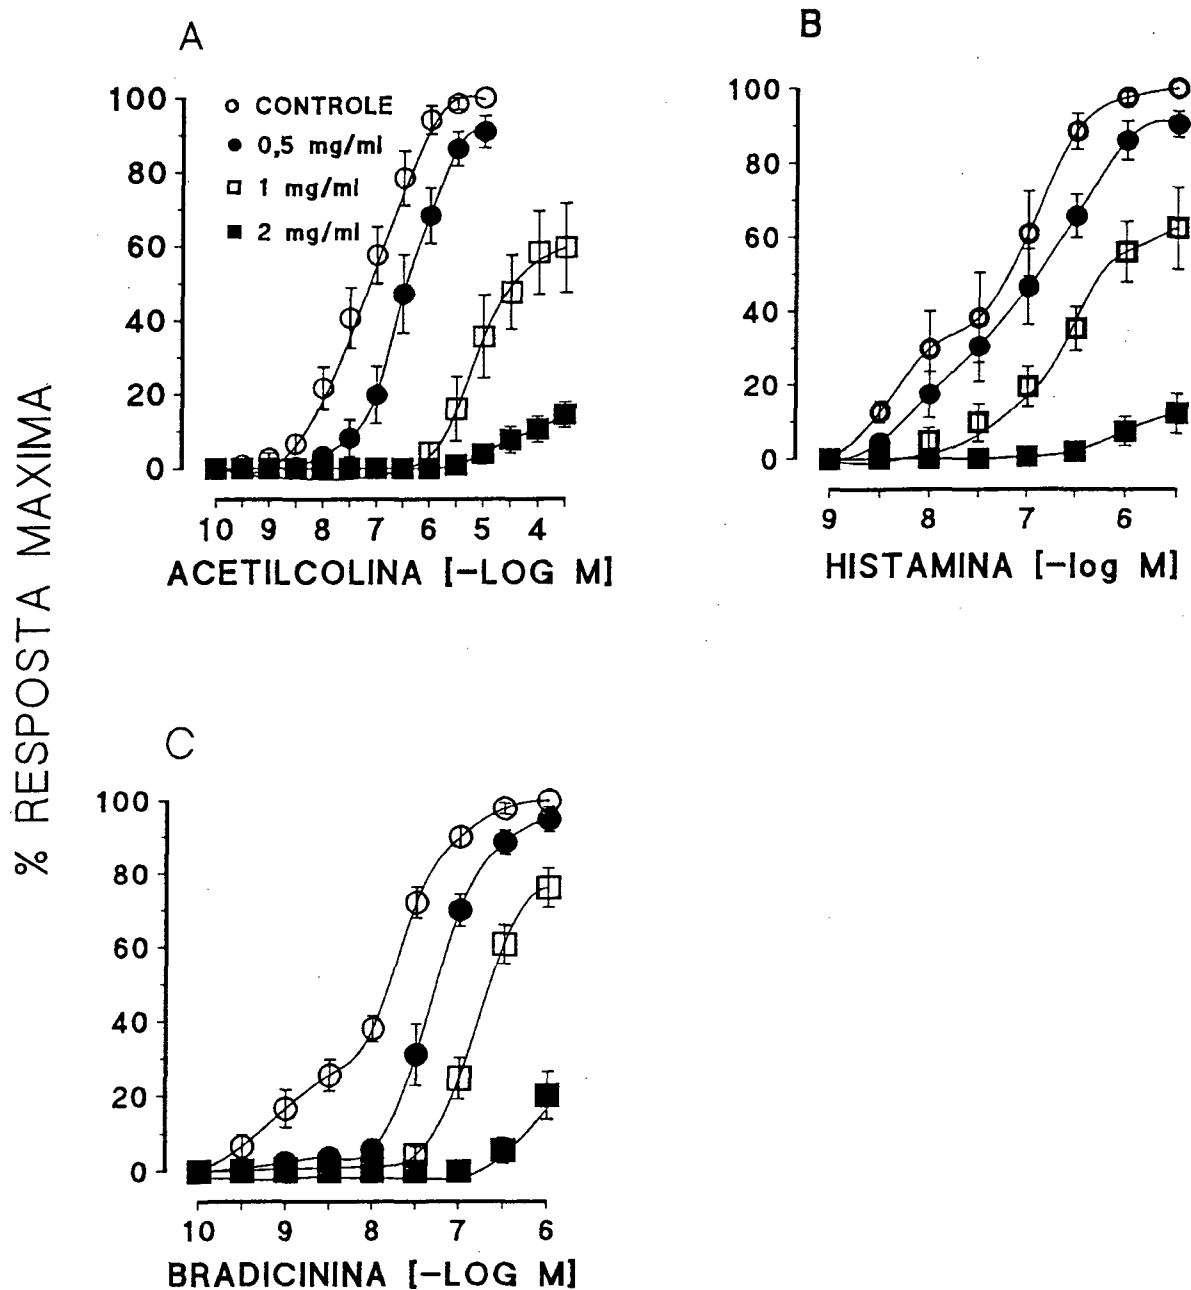 % RESPOSTA MAXIMA
A
100
80
60
40
20
0
CONTROLE
0,5 mg/ml
1 mg/ml
2 mg/ml
10 9 8 7 6 5 4
ACETILCOLINA [-LOG M]
B
100
80
60
40
20
0
9 8 7 6
HISTAMINA [-log M]
C
100
80
60
40
20
0
10 9 8 7 6
BRADICININA [-LOG M]